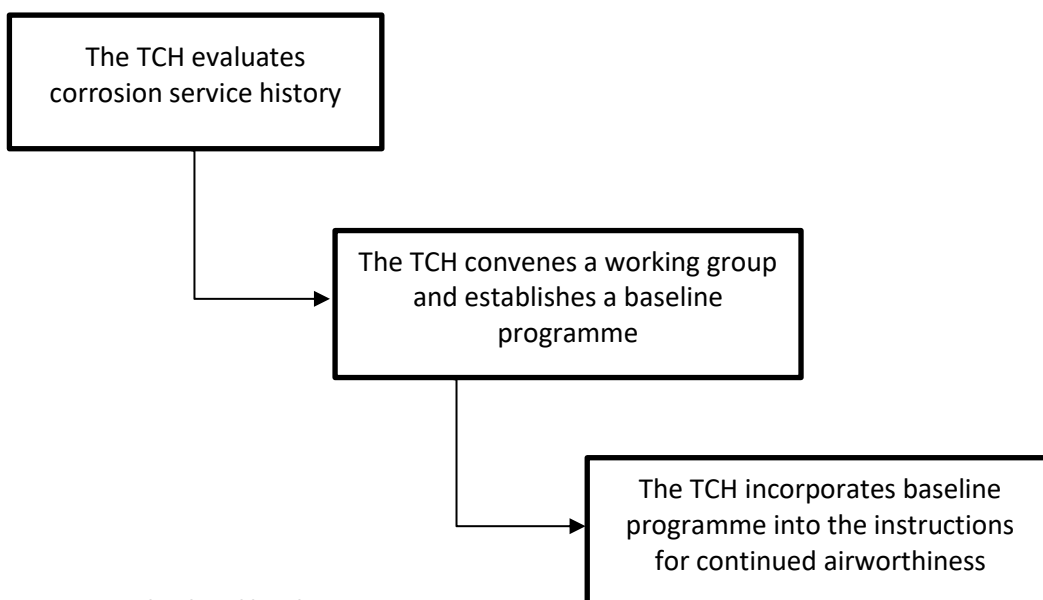 The TCH evaluates
corrosion service history
The TCH convenes a working group
and establishes a baseline
programme
The TCH incorporates baseline
programme into the instructions
for continued airworthiness